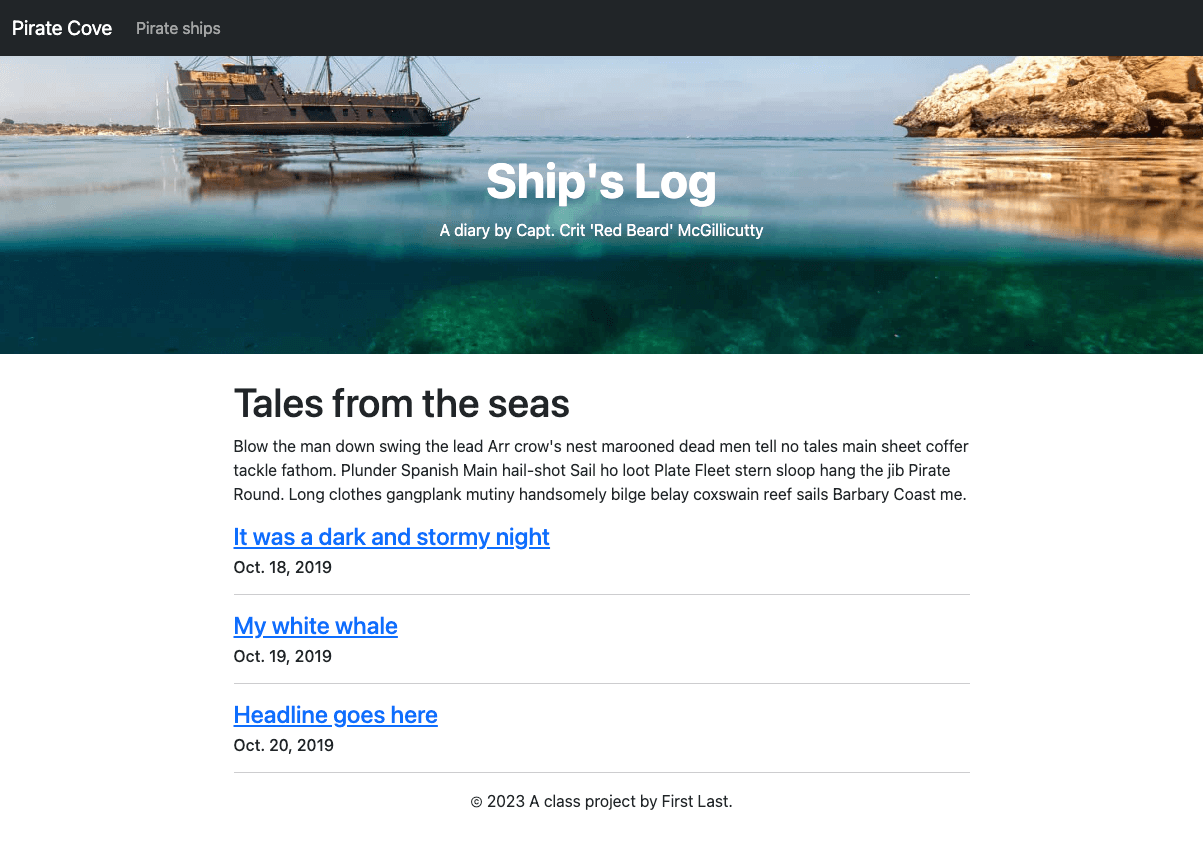 Pirate Cove Pirate ships
Ship's Log
A diary by Capt. Crit 'Red Beard' McGillicutty
Tales from the seas
Blow the man down swing the lead Arr crow's nest marooned dead men tell no tales main sheet coffer
tackle fathom. Plunder Spanish Main hail-shot Sail ho loot Plate Fleet stern sloop hang the jib Pirate
Round. Long clothes gangplank mutiny handsomely bilge belay coxswain reef sails Barbary Coast me.
It was a dark and stormy night
Oct. 18, 2019
My white whale
Oct. 19, 2019
Headline goes here
Oct. 20, 2019
© 2023 A class project by First Last.